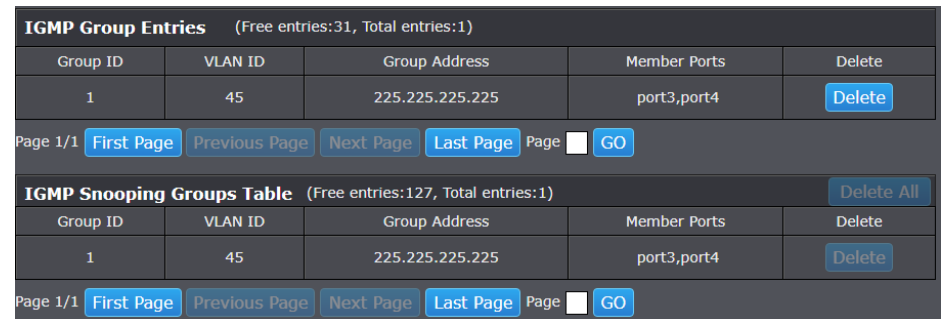 IGMP Group Entries (Free entries:31, Total entries:1)
Group ID VLAN ID Group Address Member Ports Delete
1 45 225.225.225.225 port3,port4 Delete
Page 1/1 First Page Previous Page Next Page Last Page Page GO
IGMP Snooping Groups Table (Free entries:127, Total entries:1) Delete All
Group ID VLAN ID Group Address Member Ports Delete
1 45 225.225.225.225 port3,port4 Delete
Page 1/1 First Page Previous Page Next Page Last Page Page GO